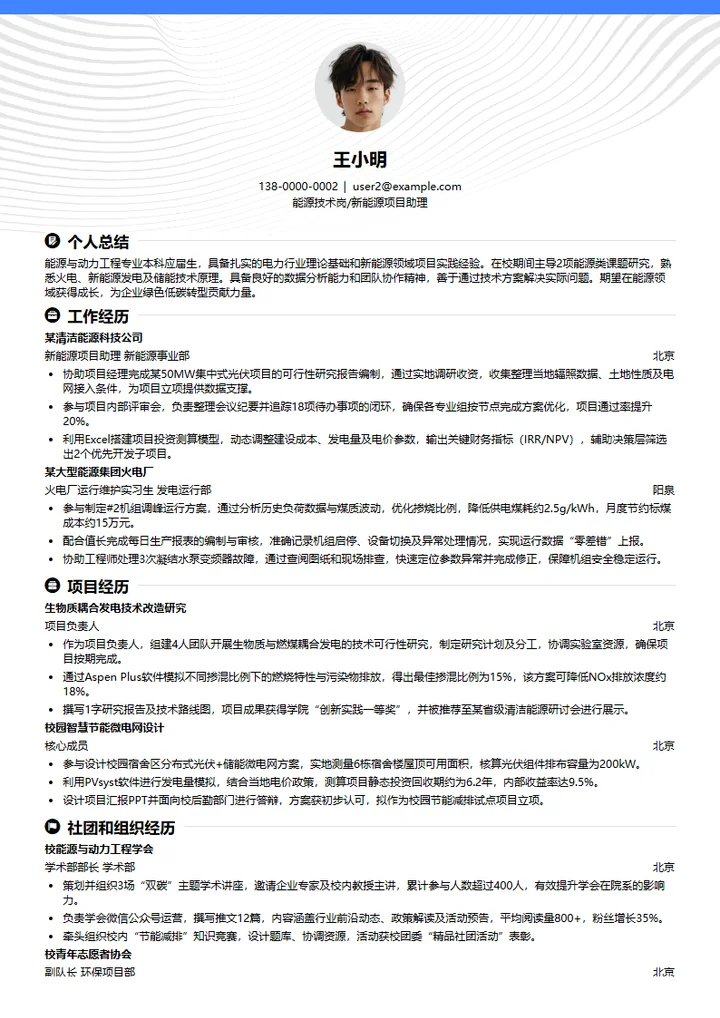 王小明
138-0000-0002 | user2@example.com
能源技术岗/新能源项目助理
个人总结
能源与动力工程专业本科应届生，具备扎实的电力行业理论基础和新能源领域项目实践经验。在校期间主导2项能源类课题研究，熟
悉火电、新能源发电及储能技术原理。具备良好的数据分析能力和团队协作精神，善于通过技术方案解决实际问题。期望在能源领
域获得成长，为企业绿色低碳转型贡献力量。
工作经历
某清洁能源科技公司
新能源项目助理 新能源事业部 北京
• 协助项目经理完成某50MW集中式光伏项目的可行性研究报告编制，通过实地调研收资，收集整理当地辐照数据、土地性质及电
网接入条件，为项目立项提供数据支撑。
• 参与项目内部评审会，负责整理会议纪要并追踪18项待办事项的闭环，确保各专业组按节点完成方案优化，项目通过率提升
20%。
• 利用Excel搭建项目投资测算模型，动态调整建设成本、发电量及电价参数，输出关键财务指标（IRR/NPV），辅助决策层筛选
出2个优先开发子项目。
某大型能源集团火电厂
火电厂运行维护实习生 发电运行部 阳泉
• 参与制定#2机组调峰运行方案，通过分析历史负荷数据与煤质波动，优化掺烧比例，降低供电煤耗约2.5g/kWh，月度节约标煤
成本约15万元。
• 配合值长完成每日生产报表的编制与审核，准确记录机组启停、设备切换及异常处理情况，实现运行数据“零差错”上报。
• 协助工程师处理3次凝结水泵变频器故障，通过查阅图纸和现场排查，快速定位参数异常并完成修正，保障机组安全稳定运行。
项目经历
生物质耦合发电技术改造研究
项目负责人 北京
• 作为项目负责人，组建4人团队开展生物质与燃煤耦合发电的技术可行性研究，制定研究计划及分工，协调实验室资源，确保项
目按期完成。
• 通过Aspen Plus软件模拟不同掺混比例下的燃烧特性与污染物排放，得出最佳掺混比例为15%，该方案可降低NOx排放浓度约
18%。
• 撰写1字研究报告及技术路线图，项目成果获得学院“创新实践一等奖”，并被推荐至某省级清洁能源研讨会进行展示。
校园智慧节能微电网设计
核心成员 北京
• 参与设计校园宿舍区分布式光伏+储能微电网方案，实地测量6栋宿舍楼屋顶可用面积，核算光伏组件排布容量为200kW。
• 利用PVsyst软件进行发电量模拟，结合当地电价政策，测算项目静态投资回收期约为6.2年，内部收益率达9.5%。
• 设计项目汇报PPT并面向校后勤部门进行答辩，方案获初步认可，拟作为校园节能减排试点项目立项。
社团和组织经历
校能源与动力工程学会
学术部部长 学术部 北京
• 策划并组织3场“双碳”主题学术讲座，邀请企业专家及校内教授主讲，累计参与人数超过400人，有效提升学会在院系的影响
力。
• 负责学会微信公众号运营，撰写推文12篇，内容涵盖行业前沿动态、政策解读及活动预告，平均阅读量800+，粉丝增长35%。
• 牵头组织校内“节能减排”知识竞赛，设计题库、协调资源，活动获校团委“精品社团活动”表彰。
校青年志愿者协会
副队长 环保项目部 北京